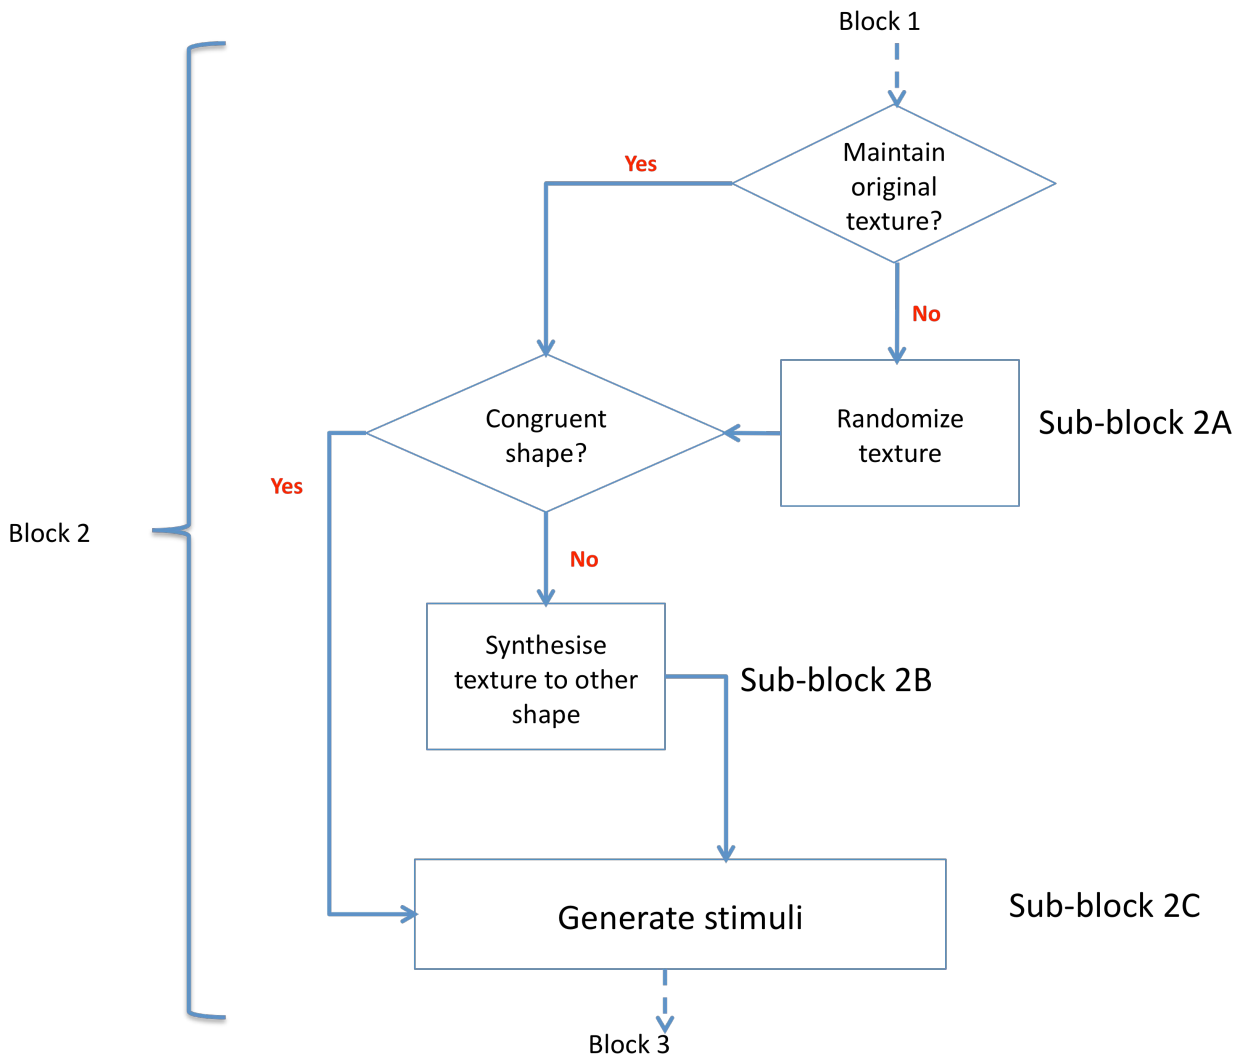 Block 1
Maintain
original
texture?
Yes
No
Congruent
shape?
Randomize
texture
Sub-block 2A
Yes
Block 2
No
Synthesise
texture to other
shape
Sub-block 2B
Generate stimuli
Sub-block 2C
Block 3